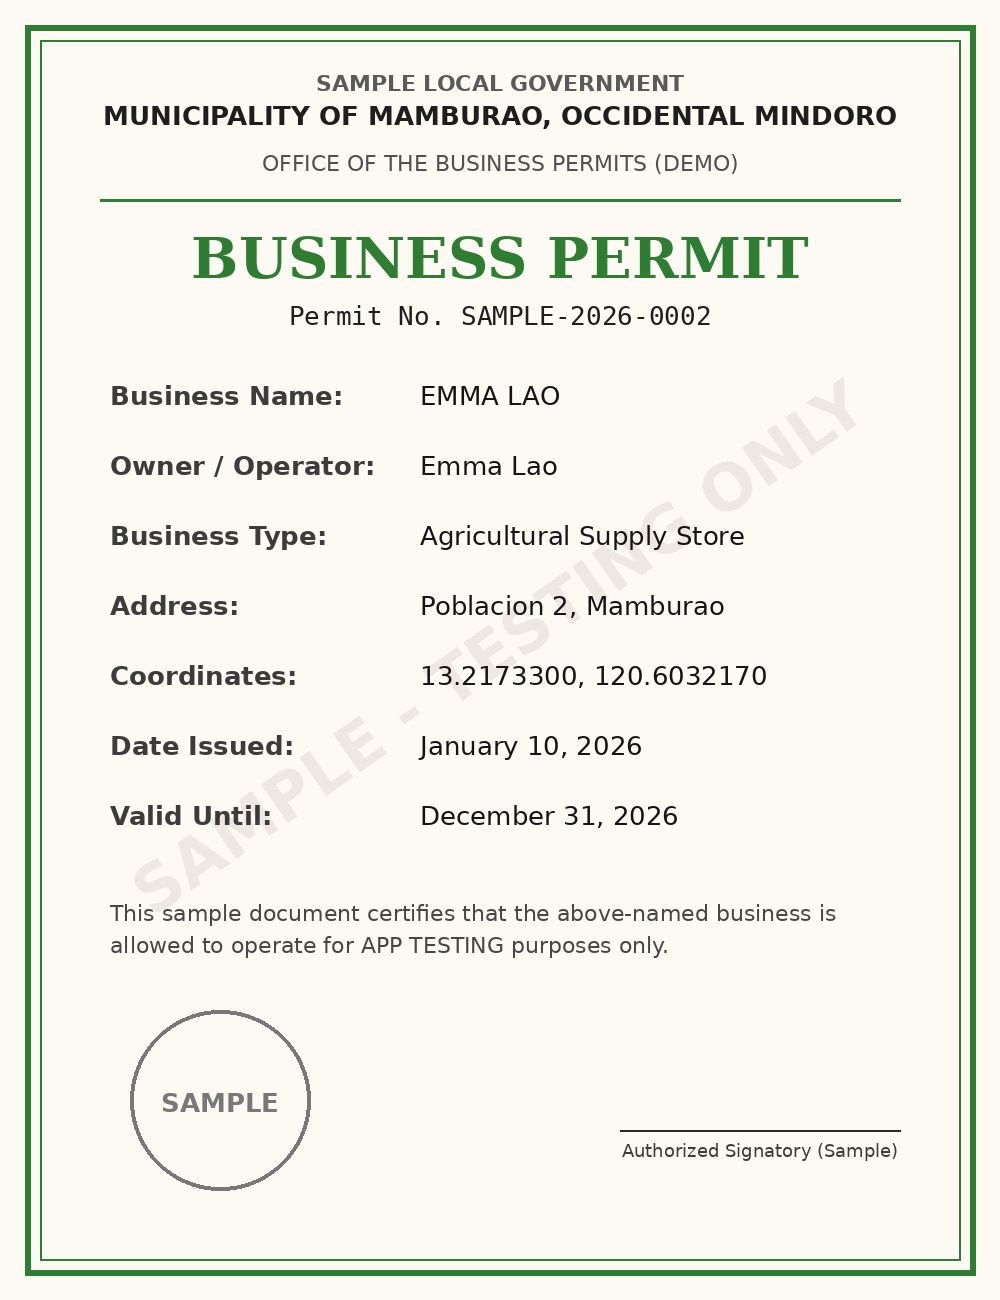 SAMPLE LOCAL GOVERNMENT
MUNICIPALITY OF MAMBURAO, OCCIDENTAL MINDORO
OFFICE OF THE BUSINESS PERMITS (DEMO)
BUSINESS PERMIT
Permit No. SAMPLE-2026-0002
Business Name: EMMA LAO
Owner / Operator: Emma Lao
Business Type: Agricultural Supply Store
Address: Poblacion 2, Mamburao
Coordinates: 13.2173300, 120.6032170
Date Issued: January 10, 2026
Valid Until: December 31, 2026
SAMPLE - TESTING ONLY
This sample document certifies that the above-named business is
allowed to operate for APP TESTING purposes only.
SAMPLE
Authorized Signatory (Sample)